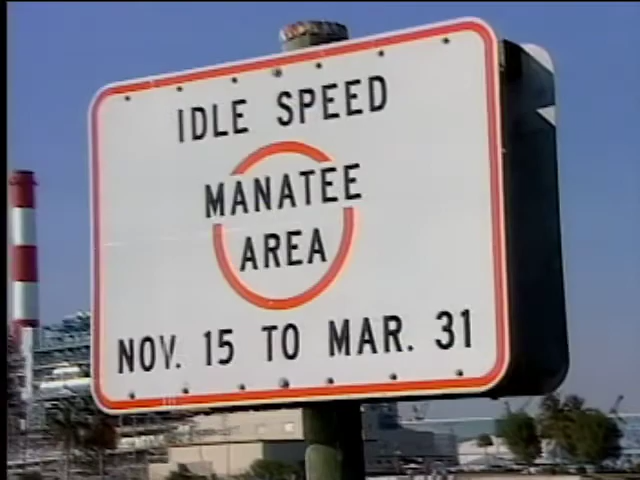 IDLE SPEED
MANATEE
AREA
NOV. 15 TO MAR. 31